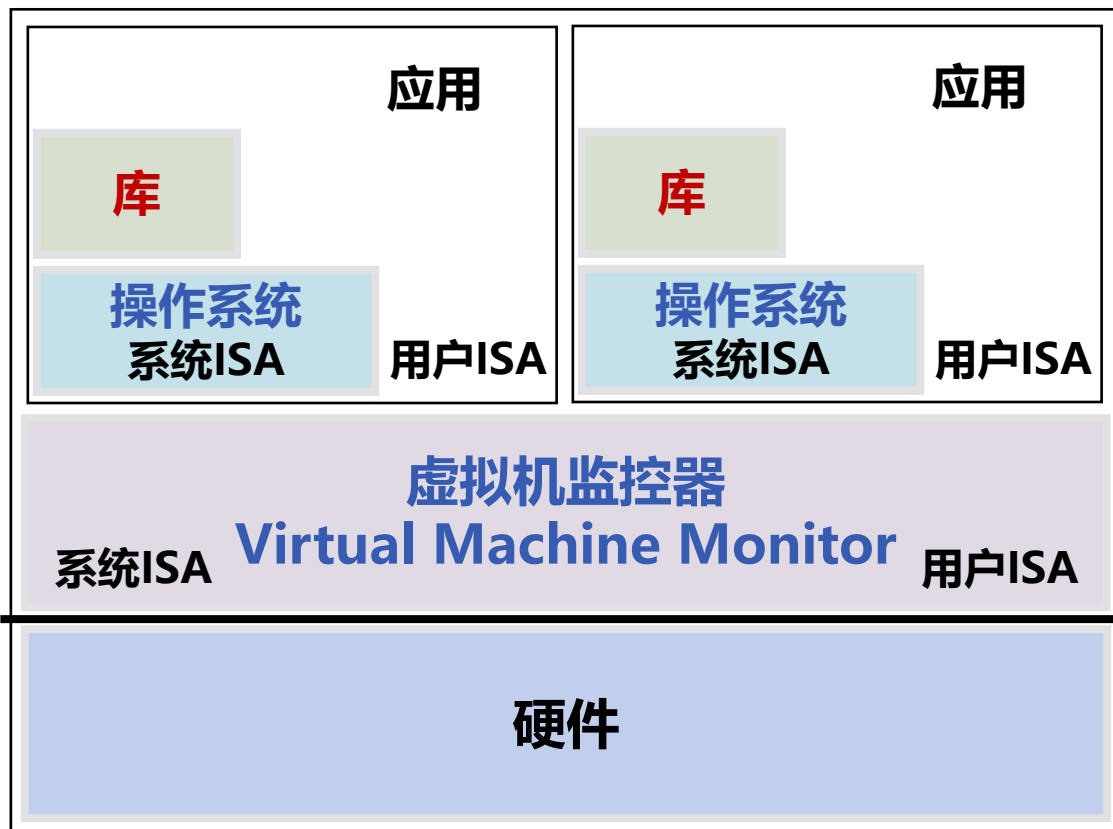 应用
库
操作系统
系统ISA
用户ISA
应用
库
操作系统
系统ISA
用户ISA
虚拟机监控器
Virtual Machine Monitor
系统ISA
用户ISA
硬件